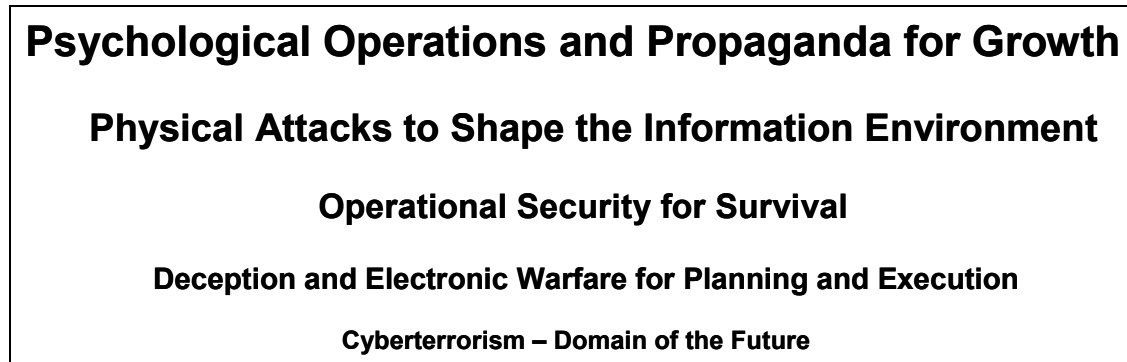 Psychological Operations and Propaganda for Growth
Physical Attacks to Shape the Information Environment
Operational Security for Survival
Deception and Electronic Warfare for Planning and Execution
Cyberterrorism – Domain of the Future